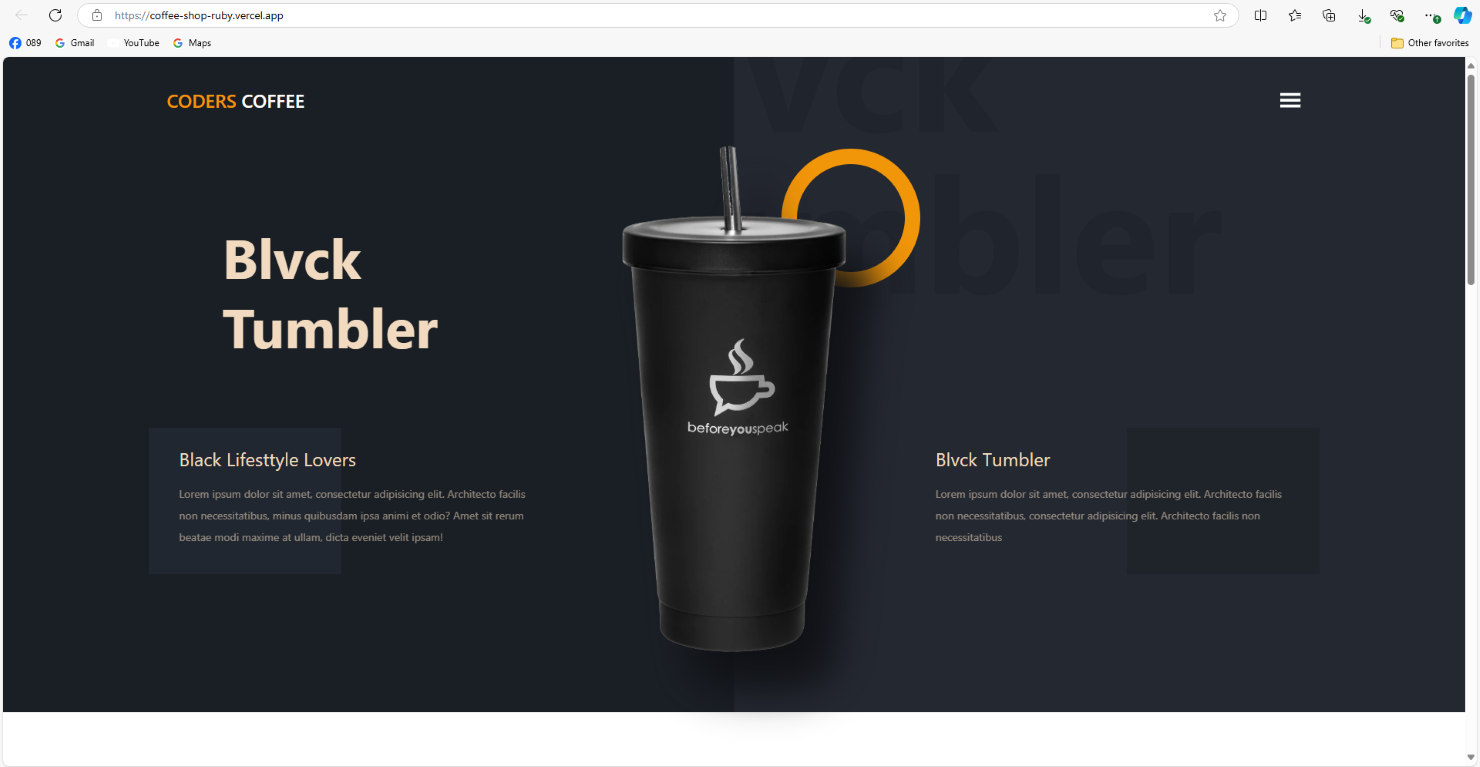 https://coffee-shop-ruby.vercel.app
089 Gmail YouTube Maps Other favorites
CODERS COFFEE
vck
mbler
Blvck
Tumbler
beforeyouspeak
Black Lifesttyle Lovers
Lorem ipsum dolor sit amet, consectetur adipisicing elit. Architecto facilis
non necessitatibus, minus quibusdam ipsa animi et odio? Amet sit rerum
beatae modi maxime at ullam, dicta eveniet velit ipsam!
Blvck Tumbler
Lorem ipsum dolor sit amet, consectetur adipisicing elit. Architecto facilis
non necessitatibus, consectetur adipisicing elit. Architecto facilis non
necessitatibus